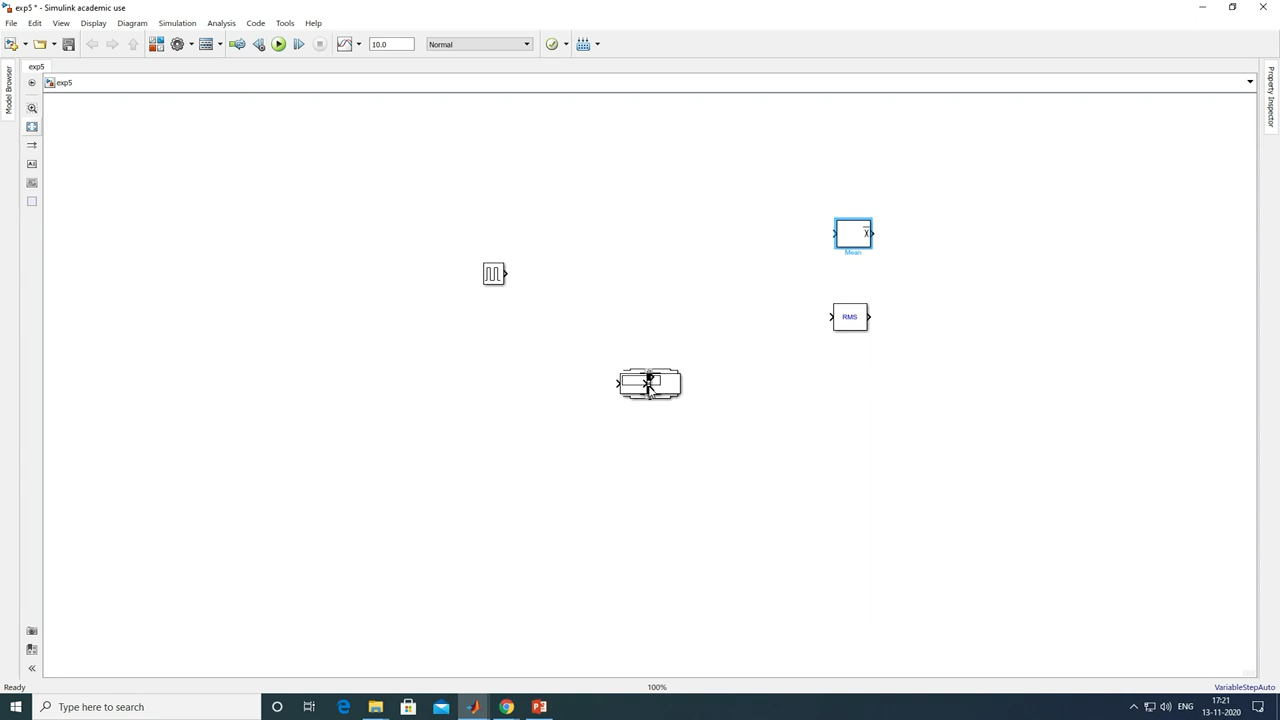 exp5 * - Simulink academic use
File Edit View Display Diagram Simulation Analysis Code Tools Help
10.0 Normal
exp5
exp5
Model Browser
Property Inspector
Mean
RMS
Ready 100% VariableStepAuto
Type here to search
ENG
17:21
13-11-2020